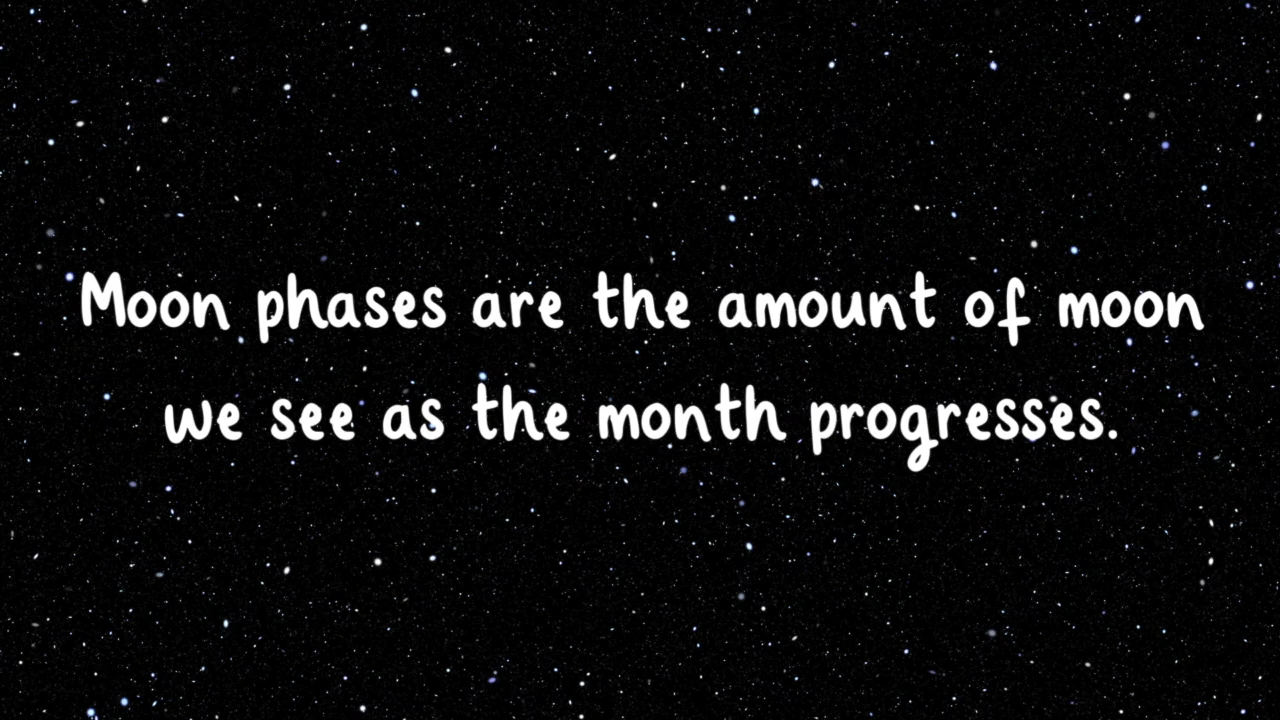 Moon phases are the amount of moon
we see as the month progresses.